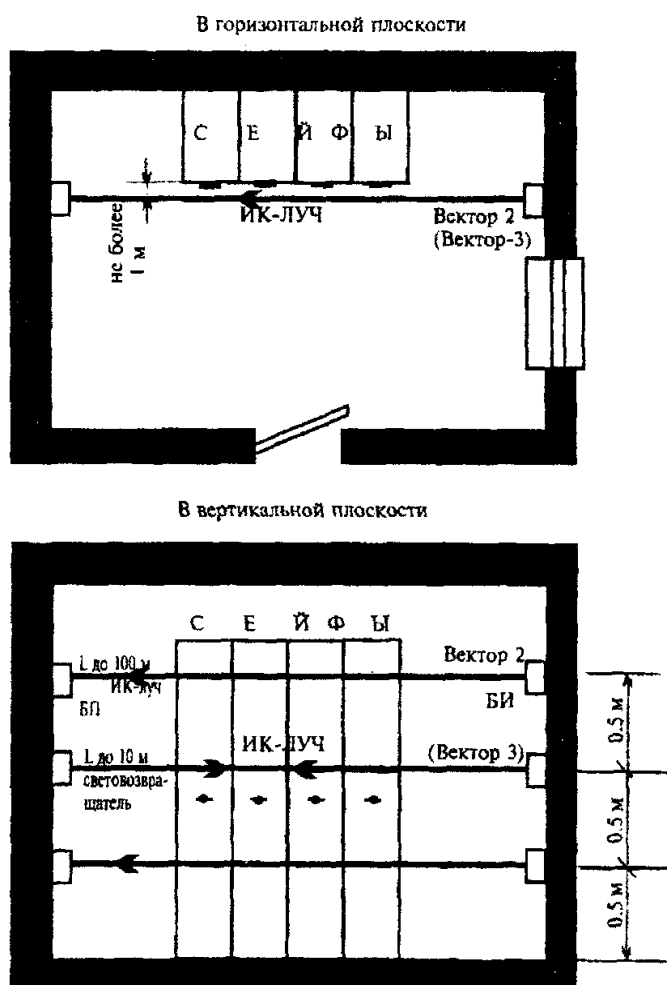 В горизонтальной плоскости
С Е Й Ф Ы
не более
1 м
ИК-ЛУЧ
Вектор 2
(Вектор-3)
В вертикальной плоскости
С Е Й Ф Ы
L до 100 м
ИК-луч
БП
Вектор 2
БИ
0.5 м
ИК-ЛУЧ
L до 10 м
(Вектор 3)
световозвра-
щатель
0.5 м
0.5 м